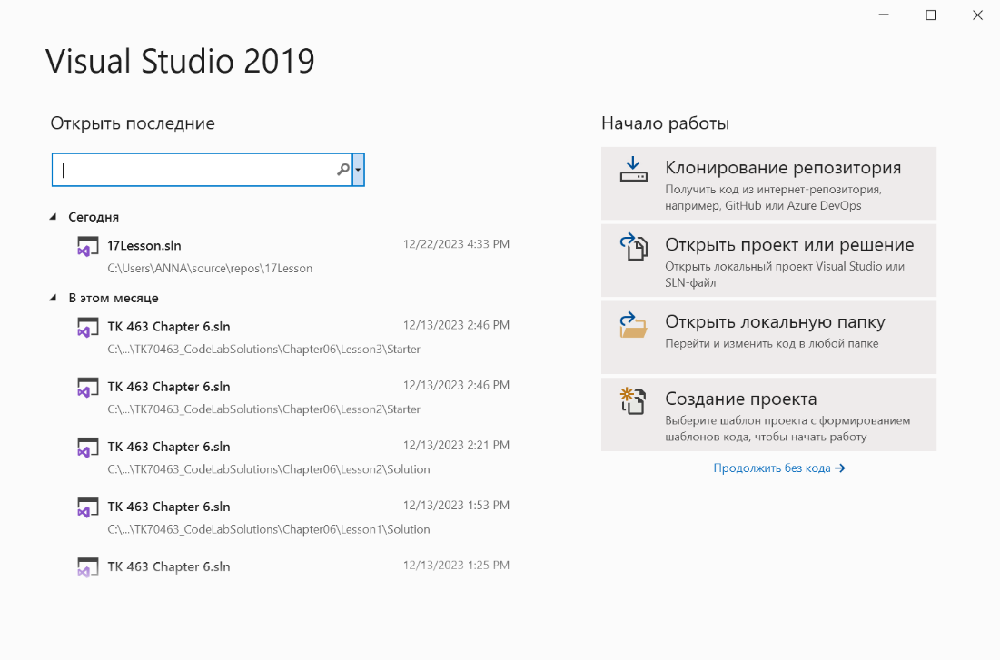 Visual Studio 2019
Открыть последние
Сегодня
17Lesson.sln 12/22/2023 4:33 PM
C:\Users\ANNA\source\repos\17Lesson
В этом месяце
TK 463 Chapter 6.sln 12/13/2023 2:46 PM
C:\...\TK70463_CodeLabSolutions\Chapter06\Lesson3\Starter
TK 463 Chapter 6.sln 12/13/2023 2:46 PM
C:\...\TK70463_CodeLabSolutions\Chapter06\Lesson2\Starter
TK 463 Chapter 6.sln 12/13/2023 2:21 PM
C:\...\TK70463_CodeLabSolutions\Chapter06\Lesson2\Solution
TK 463 Chapter 6.sln 12/13/2023 1:53 PM
C:\...\TK70463_CodeLabSolutions\Chapter06\Lesson1\Solution
TK 463 Chapter 6.sln 12/13/2023 1:25 PM
Начало работы
Клонирование репозитория
Получить код из интернет-репозитория,
например, GitHub или Azure DevOps
Открыть проект или решение
Открыть локальный проект Visual Studio или
SLN-файл
Открыть локальную папку
Перейти и изменить код в любой папке
Создание проекта
Выберите шаблон проекта с формированием
шаблонов кода, чтобы начать работу
Продолжить без кода →